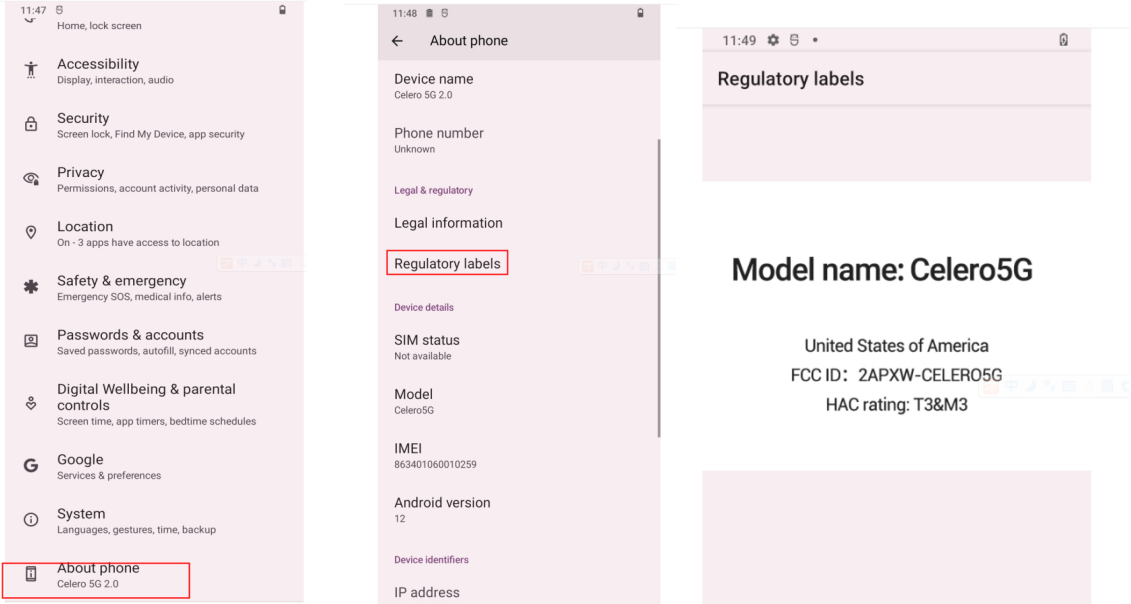 11:47
Home, lock screen
Accessibility
Display, interaction, audio
Security
Screen lock, Find My Device, app security
Privacy
Permissions, account activity, personal data
Location
On - 3 apps have access to location
Safety & emergency
Emergency SOS, medical info, alerts
Passwords & accounts
Saved passwords, autofill, synced accounts
Digital Wellbeing & parental
controls
Screen time, app timers, bedtime schedules
Google
Services & preferences
System
Languages, gestures, time, backup
About phone
Celero 5G 2.0
11:48
About phone
Device name
Celero 5G 2.0
Phone number
Unknown
Legal & regulatory
Legal information
Regulatory labels
Device details
SIM status
Not available
Model
Celero5G
IMEI
863401060010259
Android version
12
Device identifiers
IP address
11:49
Regulatory labels
Model name: Celero5G
United States of America
FCC ID：2APXW-CELERO5G
HAC rating: T3&M3